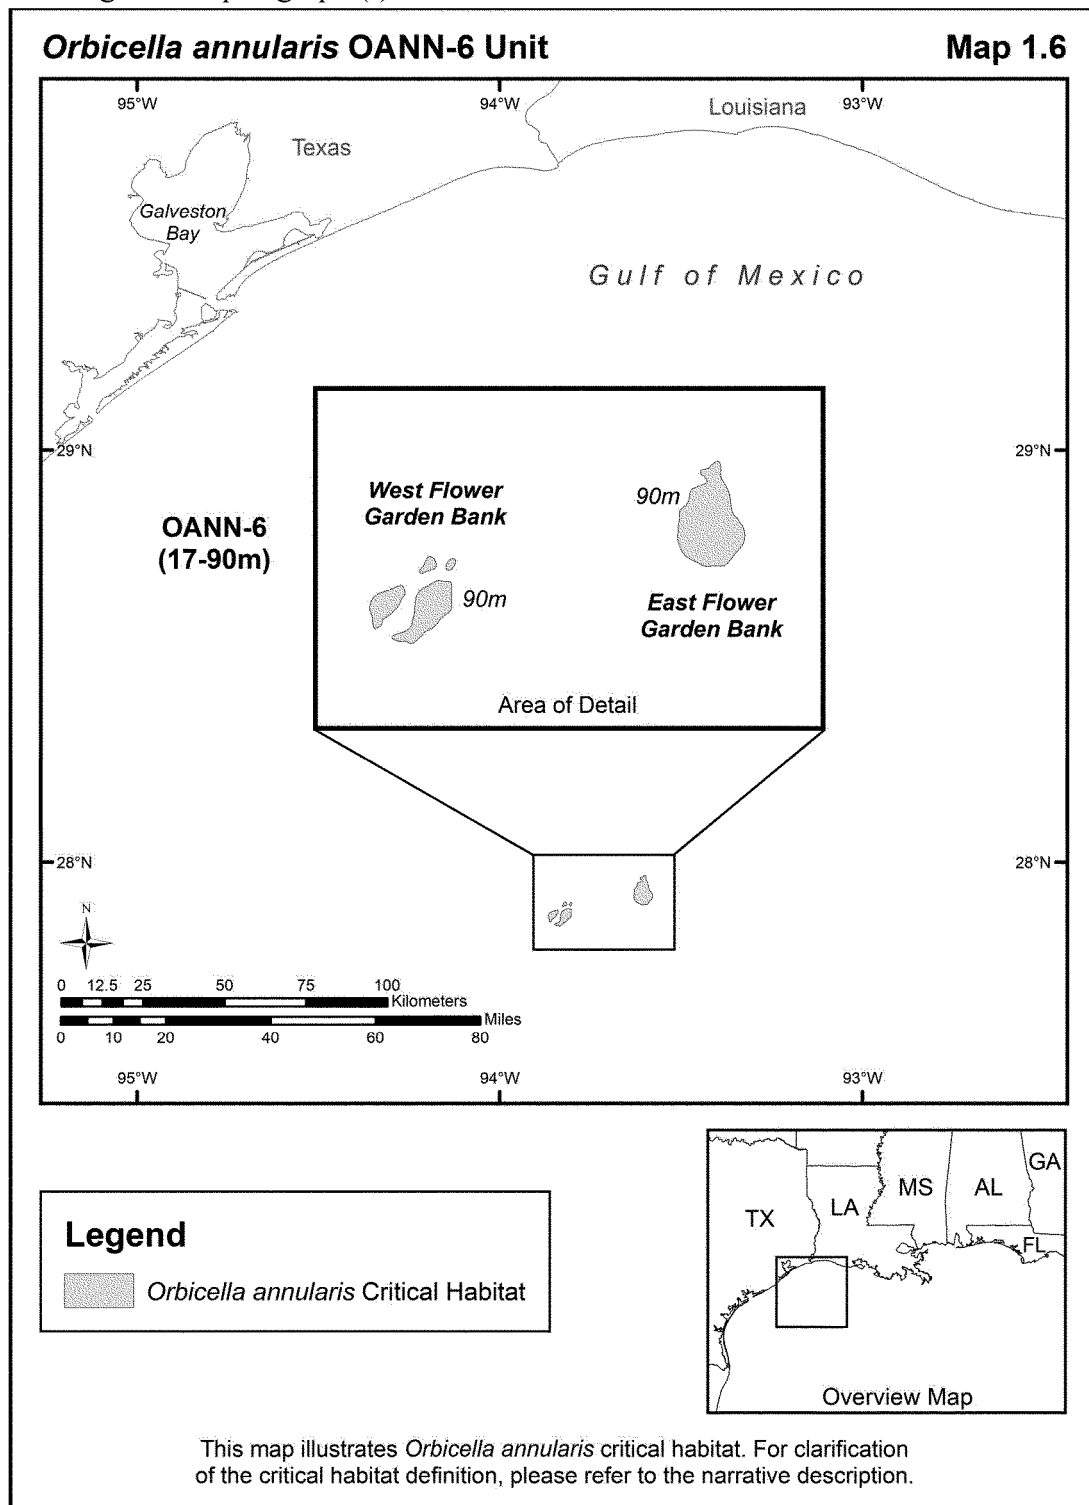 Orbicella annularis OANN-6 Unit Map 1.6
95°W 94°W 93°W
Louisiana
Texas
Galveston
Bay
Gulf of Mexico
29°N 29°N
West Flower
Garden Bank
90m
OANN-6
(17-90m)
90m
East Flower
Garden Bank
Area of Detail
28°N 28°N
N
0 12.5 25 50 75 100
Kilometers
Miles
0 10 20 40 60 80
95°W 94°W 93°W
GA
MS AL
LA
TX
FL
Legend
Orbicella annularis Critical Habitat
Overview Map
This map illustrates Orbicella annularis critical habitat. For clarification
of the critical habitat definition, please refer to the narrative description.